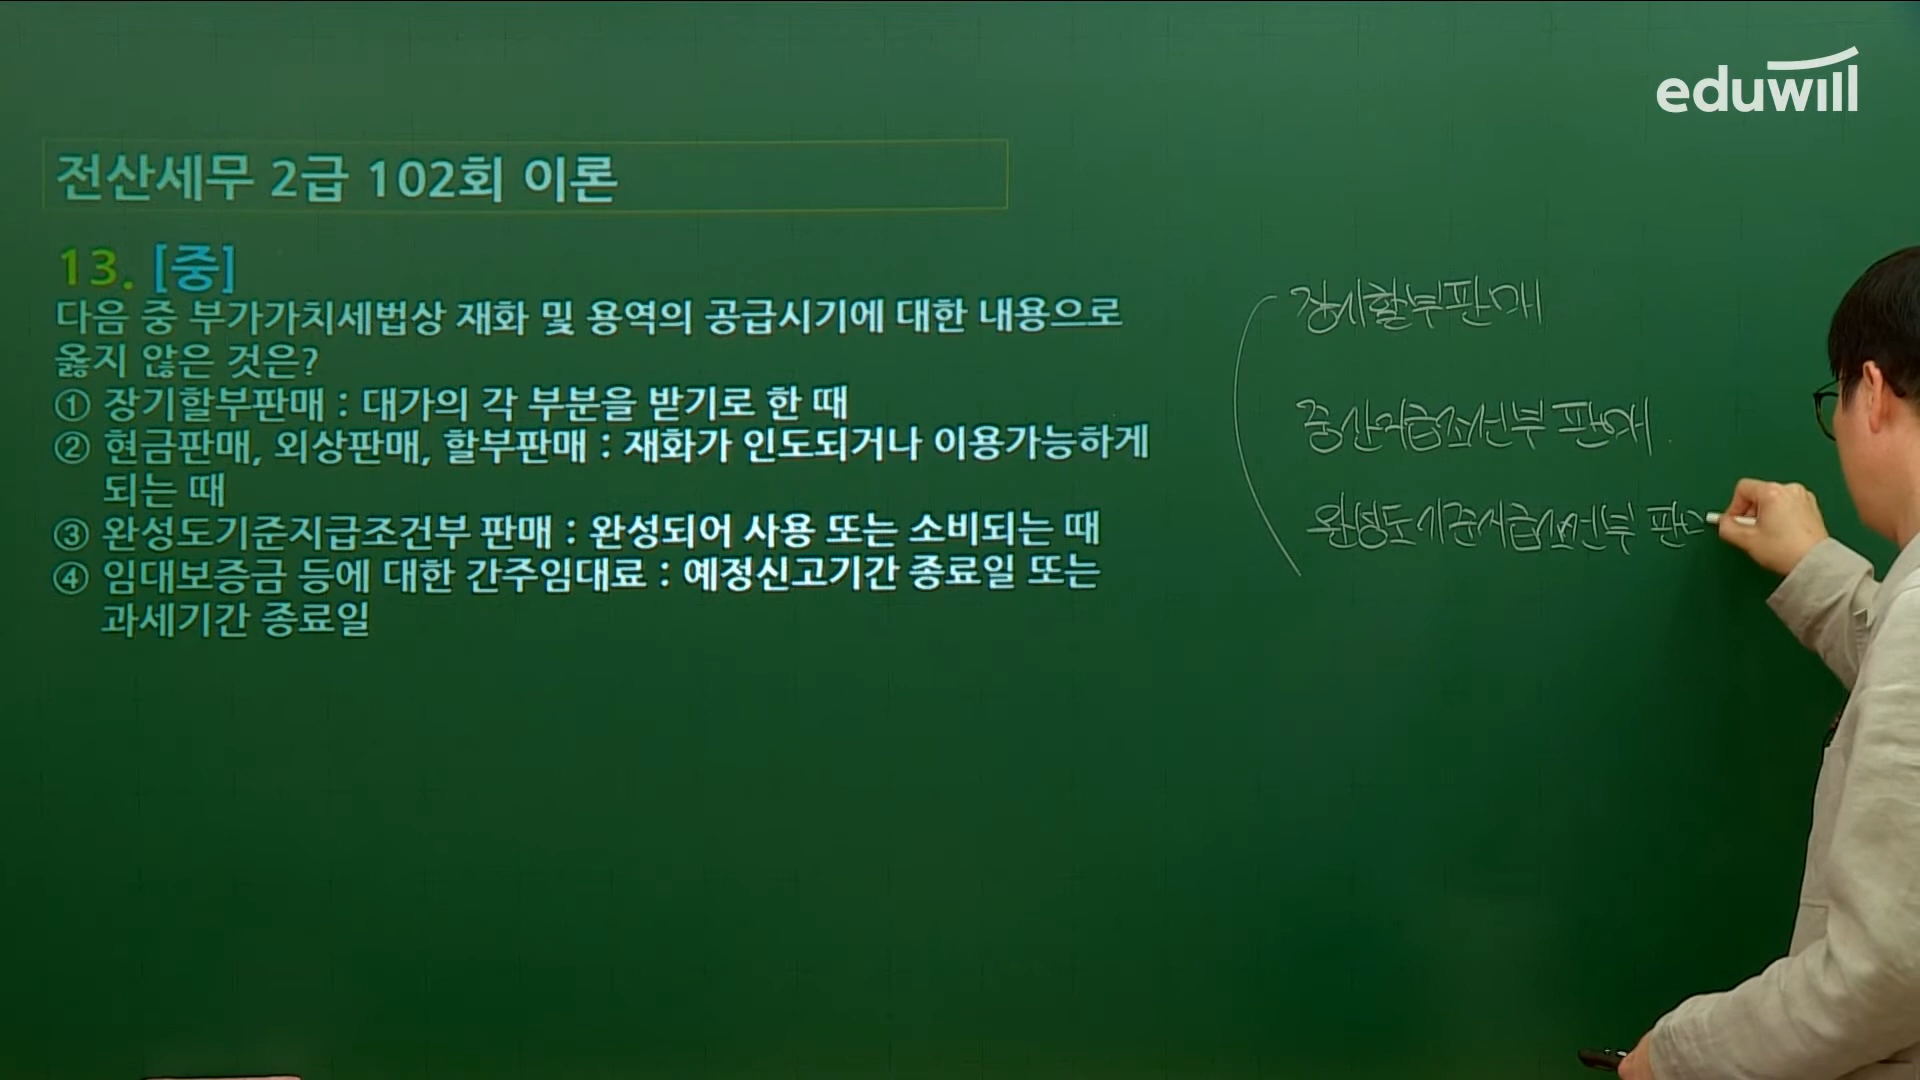 eduwill
전산세무 2급 102회 이론
13. [중]
다음 중 부가가치세법상 재화 및 용역의 공급시기에 대한 내용으로
옳지 않은 것은?
① 장기할부판매 : 대가의 각 부분을 받기로 한 때
② 현금판매, 외상판매, 할부판매 : 재화가 인도되거나 이용가능하게
되는 때
③ 완성도기준지급조건부 판매 : 완성되어 사용 또는 소비되는 때
④ 임대보증금 등에 대한 간주임대료 : 예정신고기간 종료일 또는
과세기간 종료일
장기할부판매
중간지급조건부 판매
완성도기준지급조건부 판